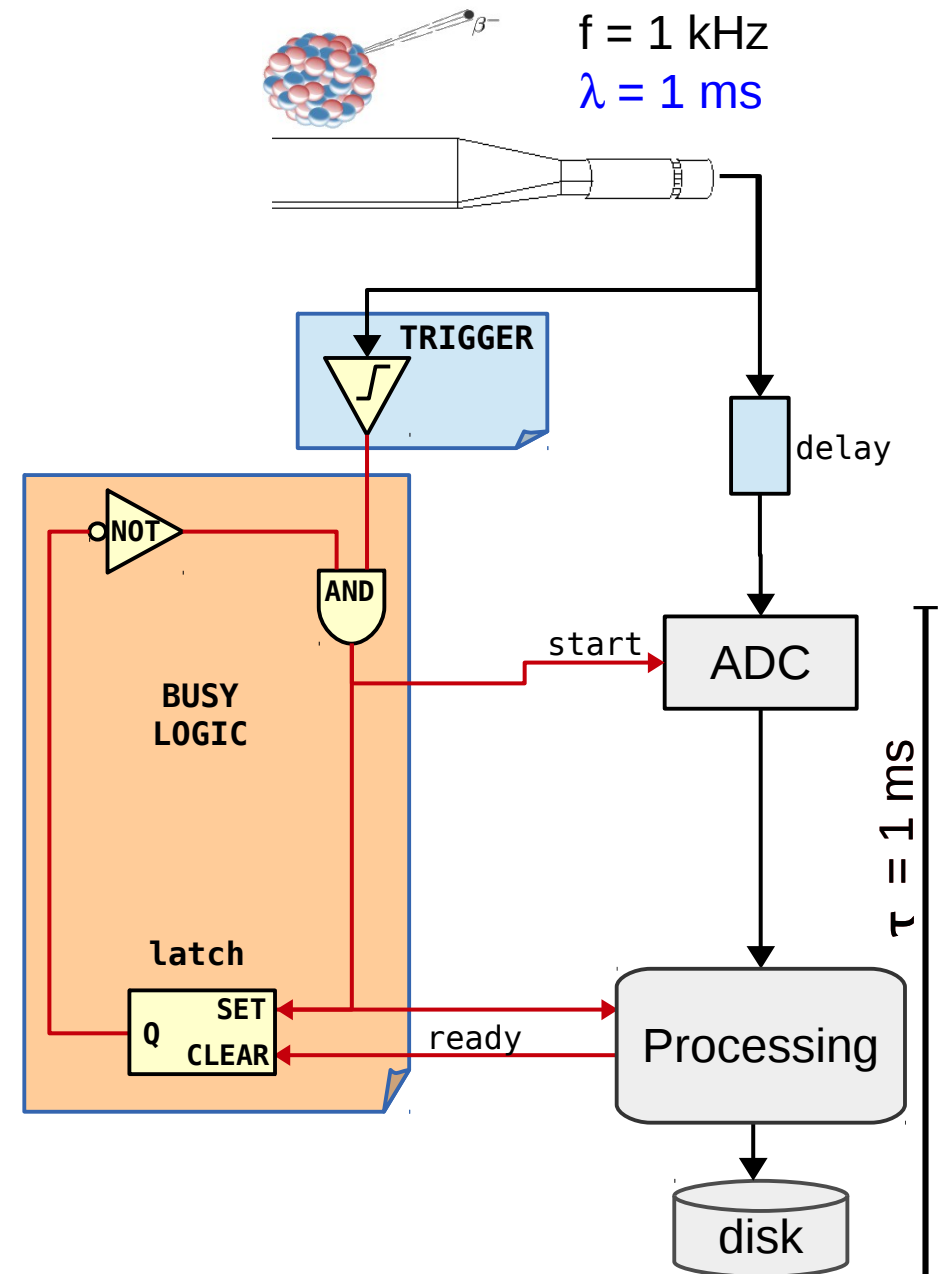 β⁻
f = 1 kHz
λ = 1 ms
TRIGGER
delay
NOT
AND
start
ADC
BUSY
LOGIC
τ = 1 ms
latch
SET
Q
CLEAR
ready
Processing
disk